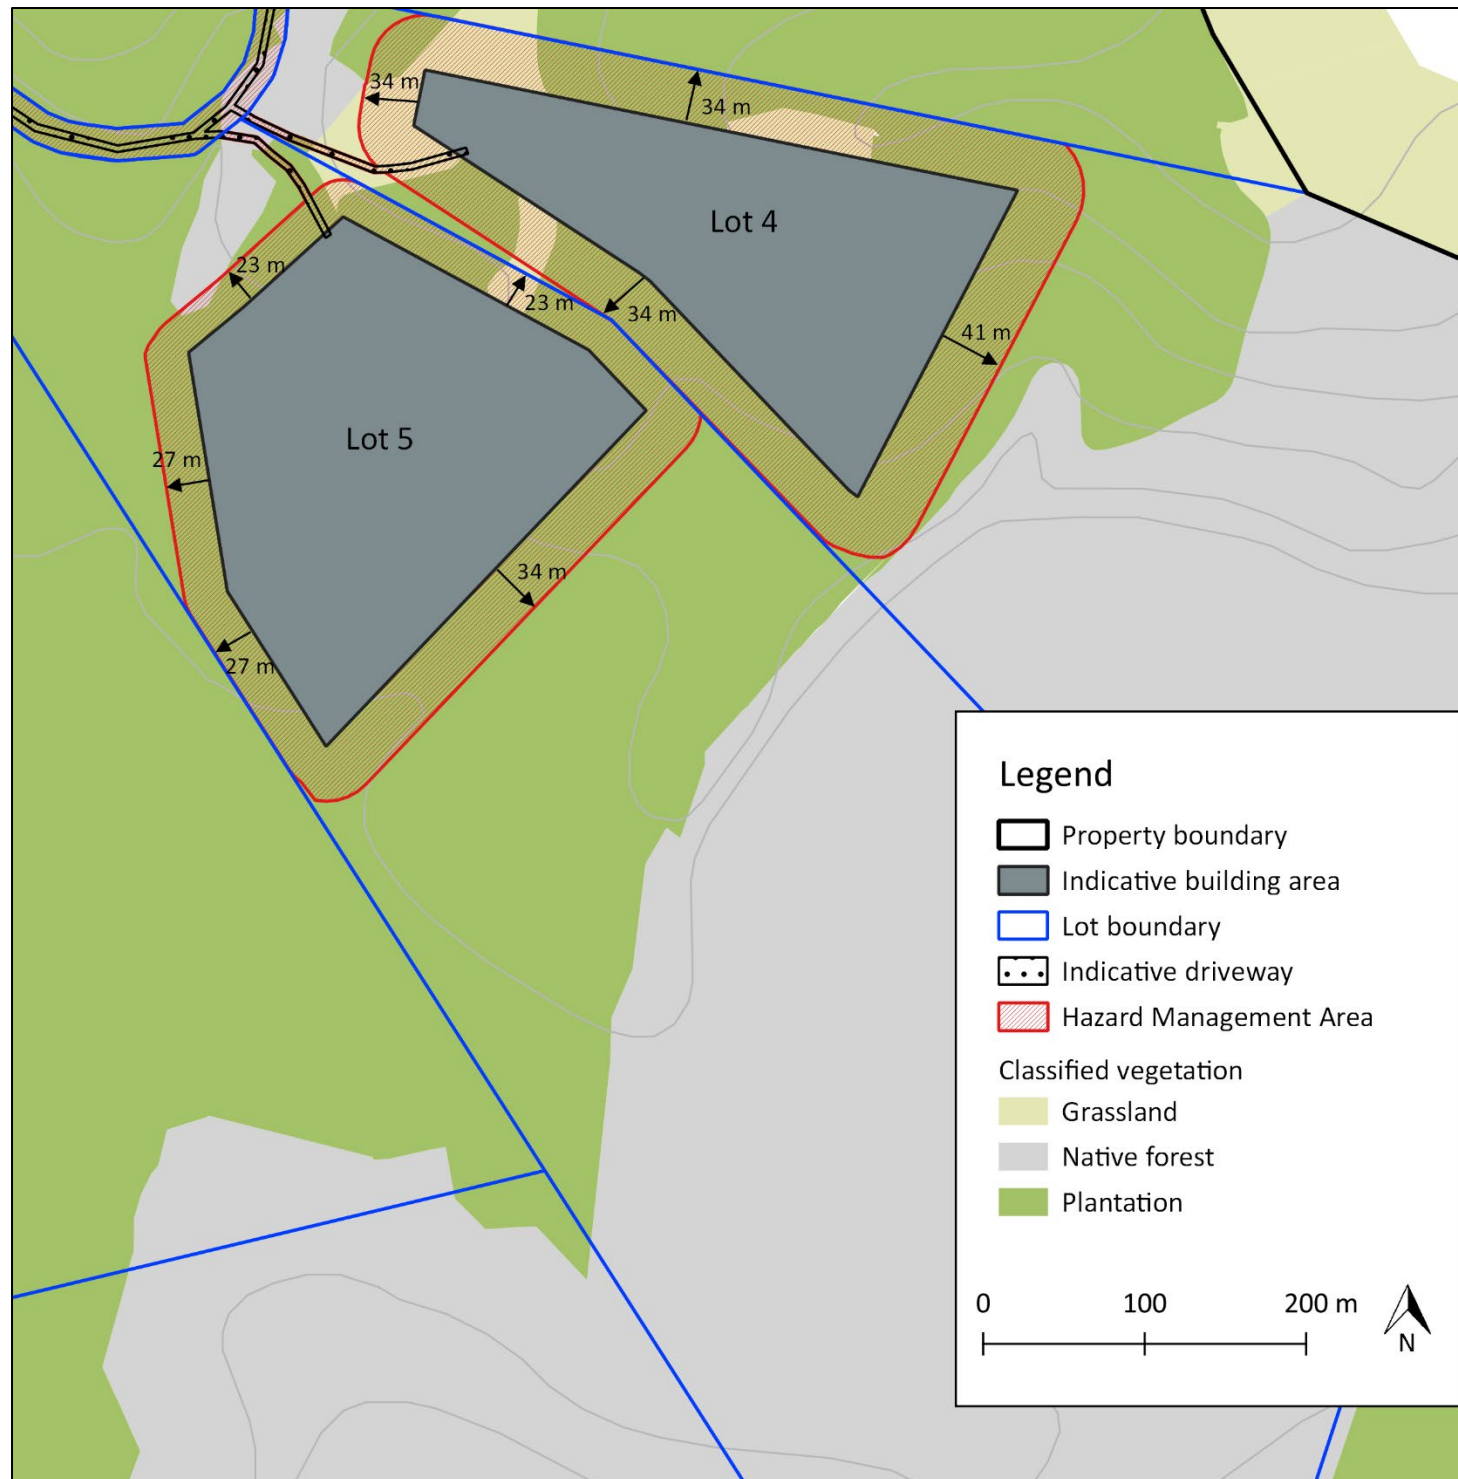 34 m
34 m
Lot 4
23 m
23 m
34 m
41 m
Lot 5
27 m
34 m
27 m
Legend
Property boundary
Indicative building area
Lot boundary
Indicative driveway
Hazard Management Area
Classified vegetation
Grassland
Native forest
Plantation
0 100 200 m
N